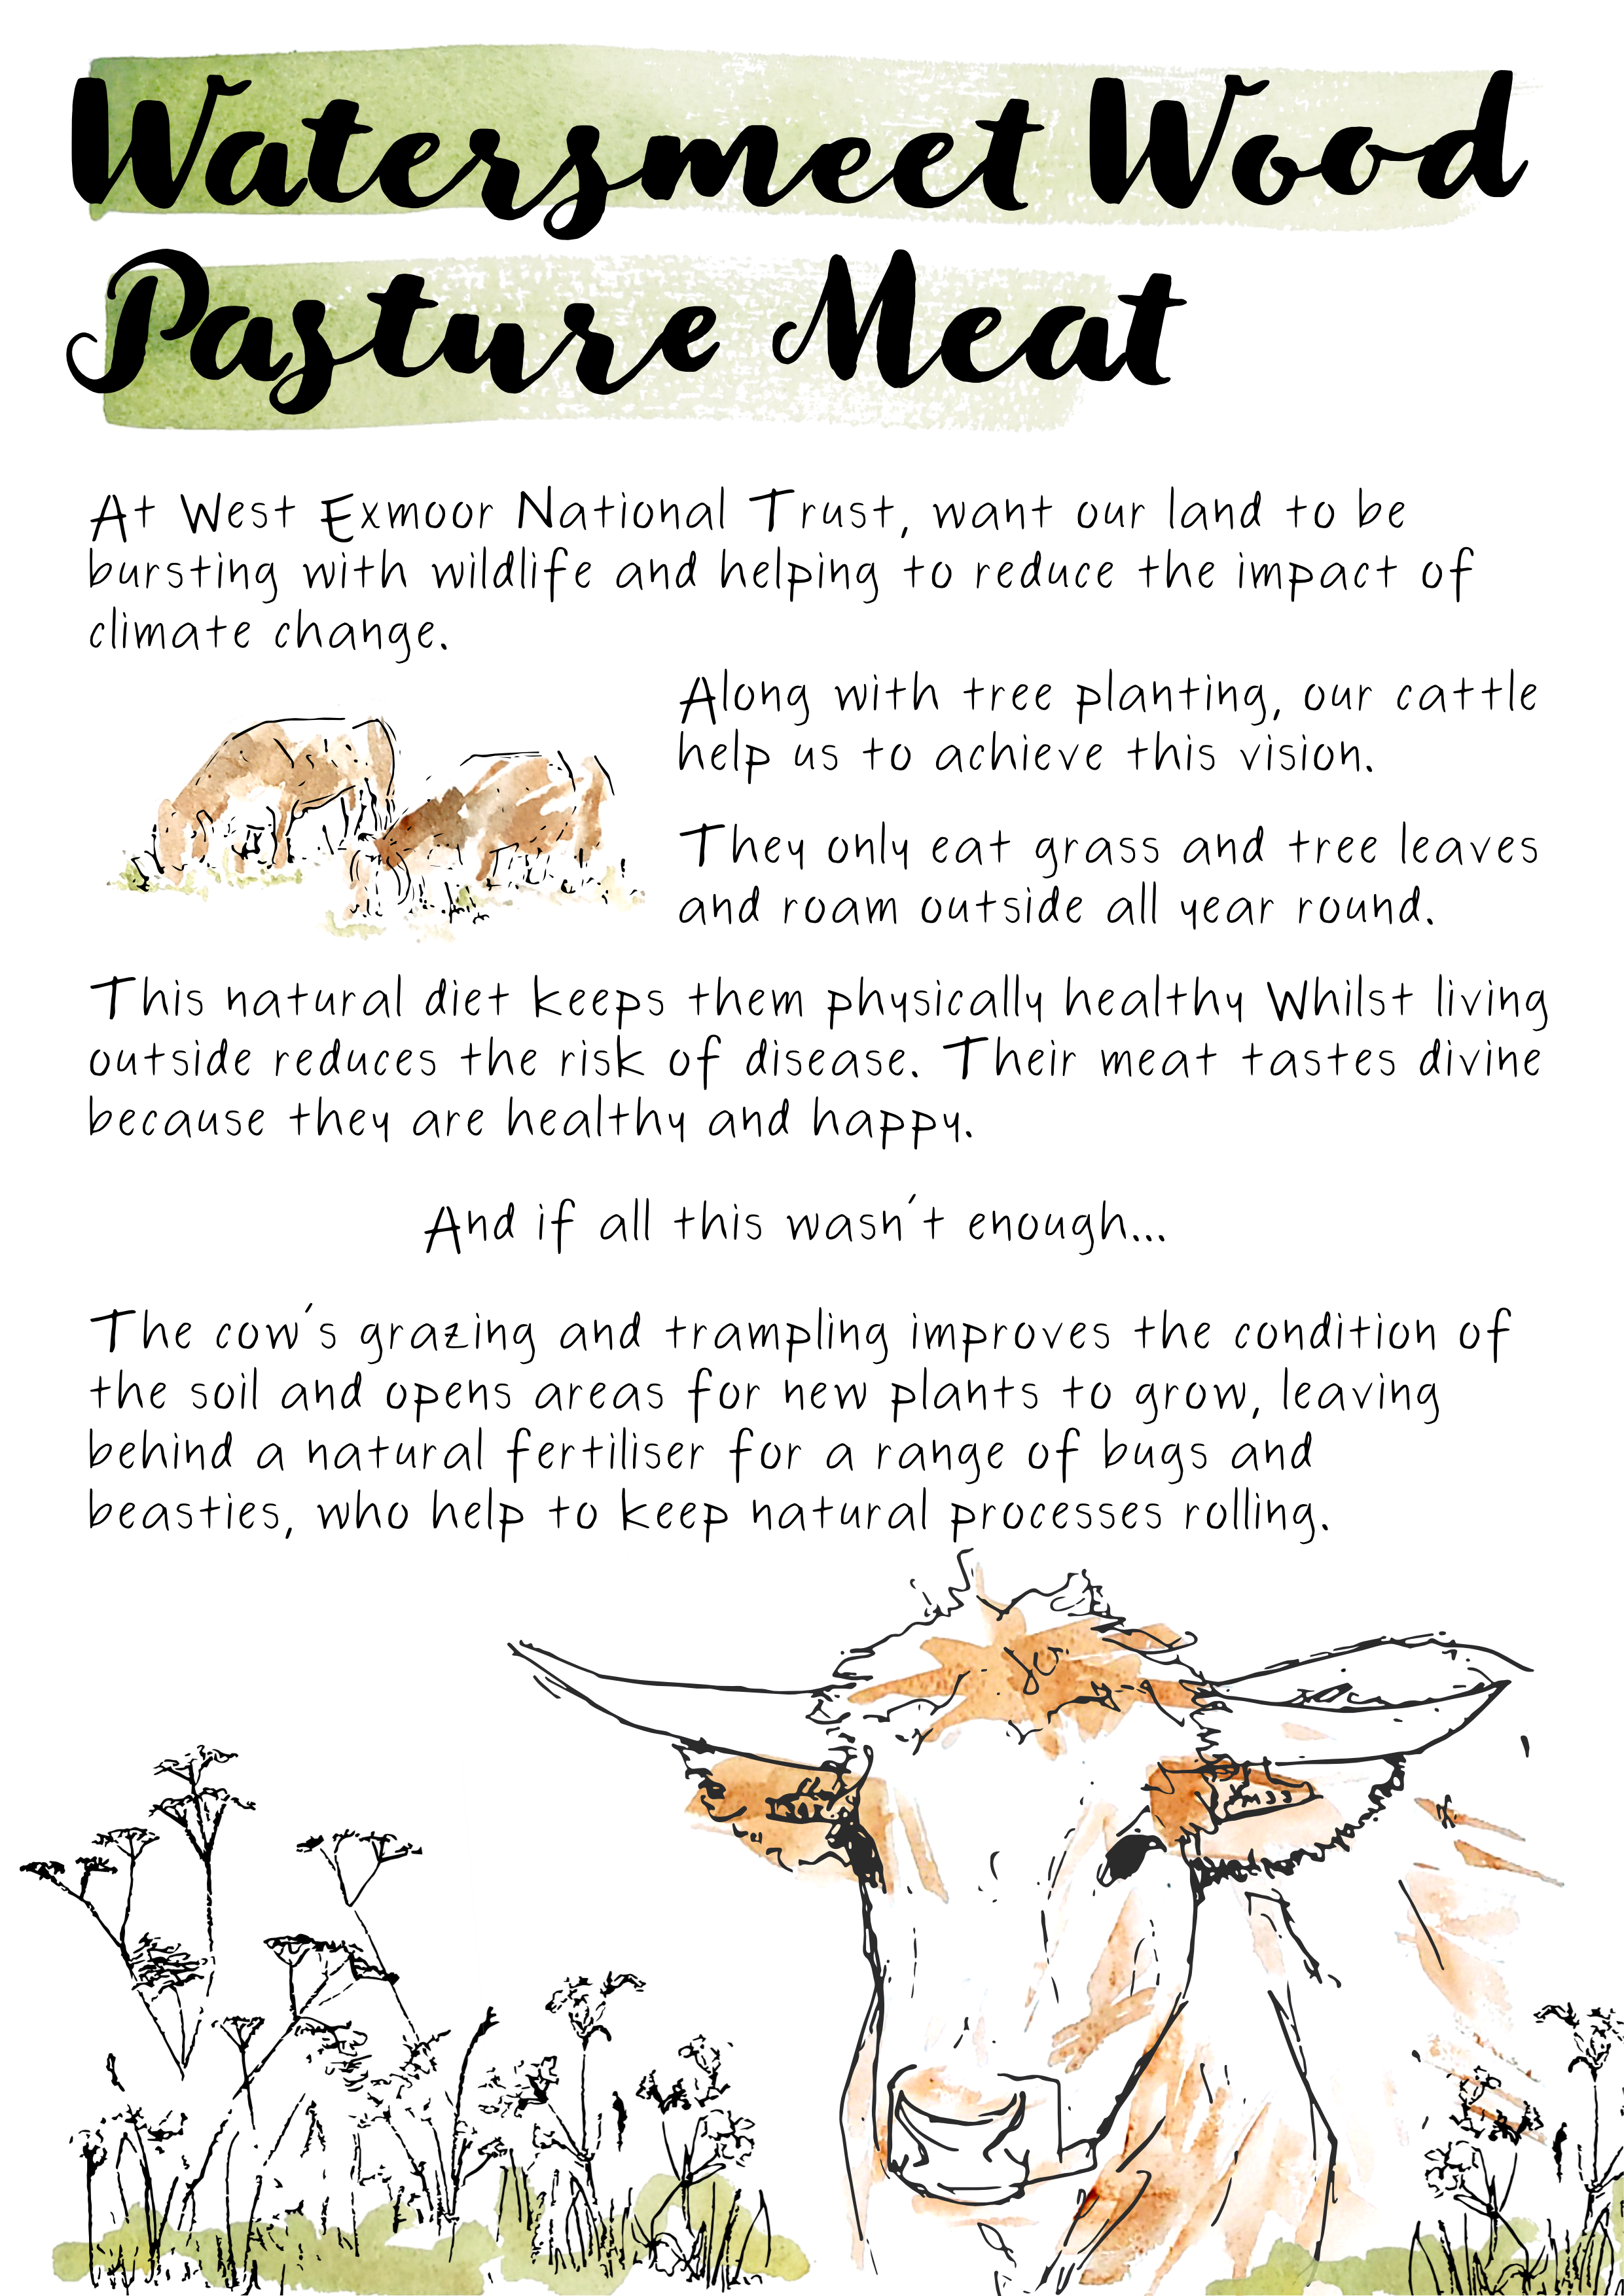 Watersmeet Wood
Pasture Meat
At West Exmoor National Trust, want our land to be
bursting with wildlife and helping to reduce the impact of
climate change.
Along with tree planting, our cattle
help us to achieve this vision.
They only eat grass and tree leaves
and roam outside all year round.
This natural diet keeps them physically healthy Whilst living
outside reduces the risk of disease. Their meat tastes divine
because they are healthy and happy.
And if all this wasn't enough...
The cow's grazing and trampling improves the condition of
the soil and opens areas for new plants to grow, leaving
behind a natural fertiliser for a range of bugs and
beasties, who help to keep natural processes rolling.